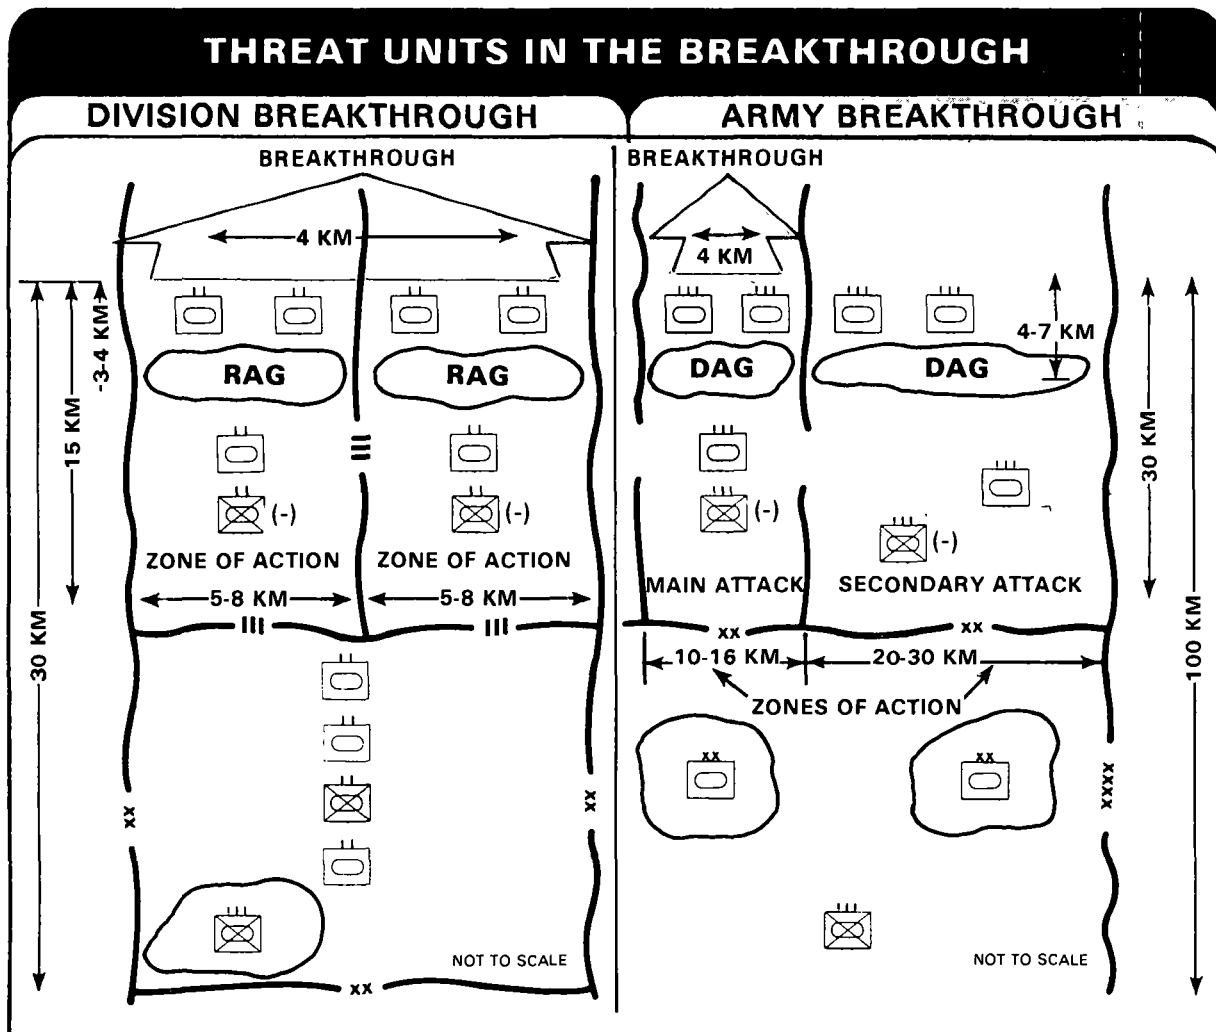 THREAT UNITS IN THE BREAKTHROUGH
DIVISION BREAKTHROUGH
BREAKTHROUGH
4 KM
3-4 KM
15 KM
30 KM
RAG
RAG
(-)
(-)
ZONE OF ACTION
ZONE OF ACTION
5-8 KM
5-8 KM
III
III
III
xx
xx
xx
NOT TO SCALE
ARMY BREAKTHROUGH
BREAKTHROUGH
4 KM
4-7 KM
30 KM
100 KM
DAG
DAG
(-)
(-)
MAIN ATTACK
SECONDARY ATTACK
xx
xx
10-16 KM
20-30 KM
ZONES OF ACTION
xx
xx
xxxx
NOT TO SCALE